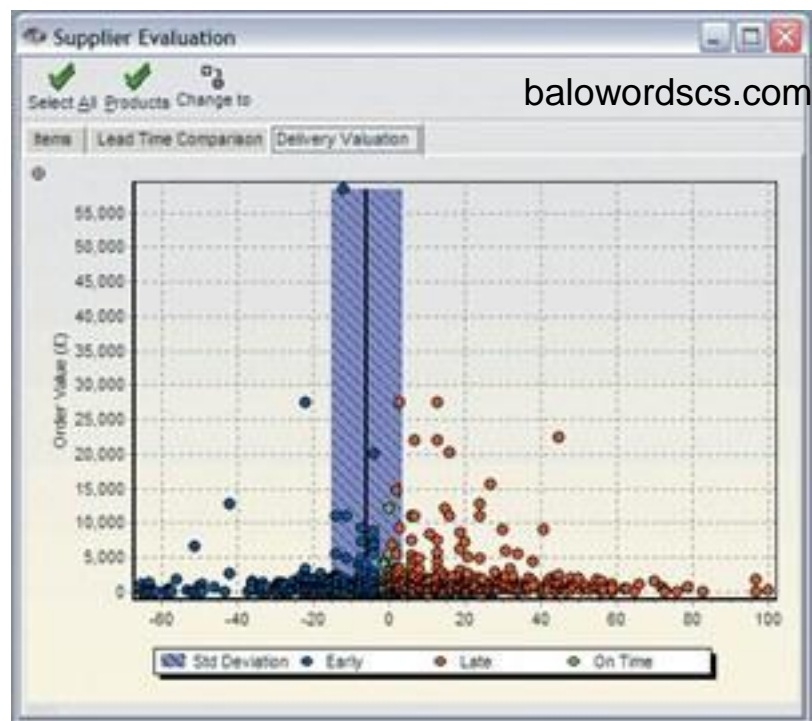 Supplier Evaluation
Select All Products Change to
balowordscs.com
Items Lead Time Comparison Delivery Valuation
55,000
50,000
45,000
40,000
35,000
30,000
25,000
20,000
15,000
10,000
5,000
0
Order Value (£)
-60 -40 -20 0 20 40 60 80 100
Std Deviation Early Late On Time